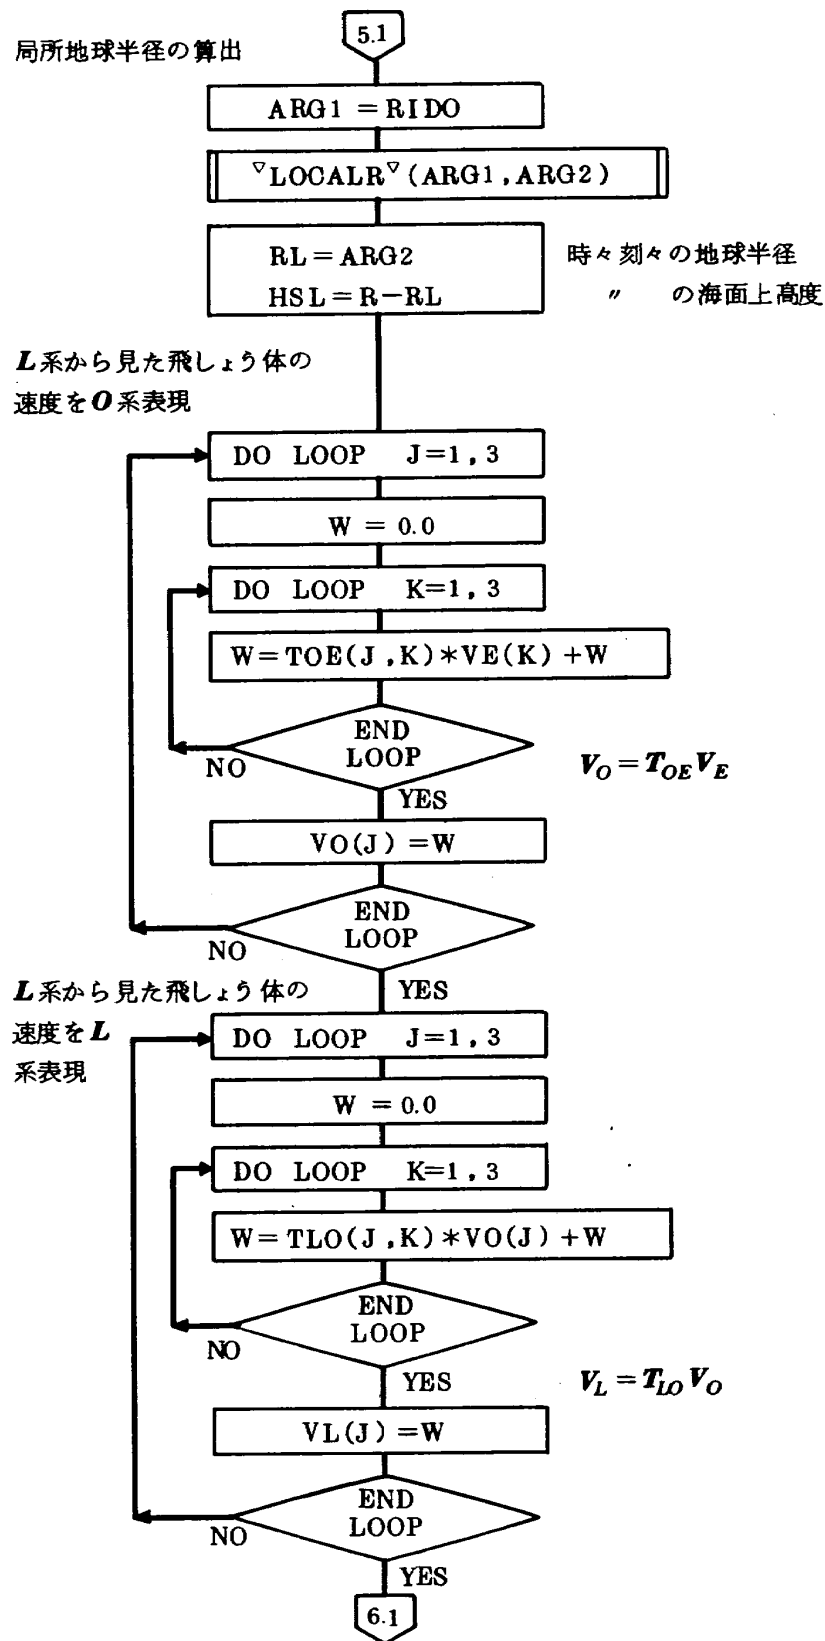 5.1
局所地球半径の算出
ARG1 = RIDO
▽LOCALR▽(ARG1, ARG2)
RL = ARG2
HSL = R-RL
時々刻々の地球半径
〃 の海面上高度
L系から見た飛しょう体の
速度をO系表現
DO LOOP J=1, 3
W = 0.0
DO LOOP K=1, 3
W=TOE(J, K)*VE(K)+W
END
LOOP
NO
YES
V_O = T_OE V_E
VO(J) = W
END
LOOP
NO
YES
L系から見た飛しょう体の
速度をL
系表現
DO LOOP J=1, 3
W = 0.0
DO LOOP K=1, 3
W=TLO(J, K)*VO(J)+W
END
LOOP
NO
YES
V_L = T_LO V_O
VL(J) = W
END
LOOP
NO
YES
6.1